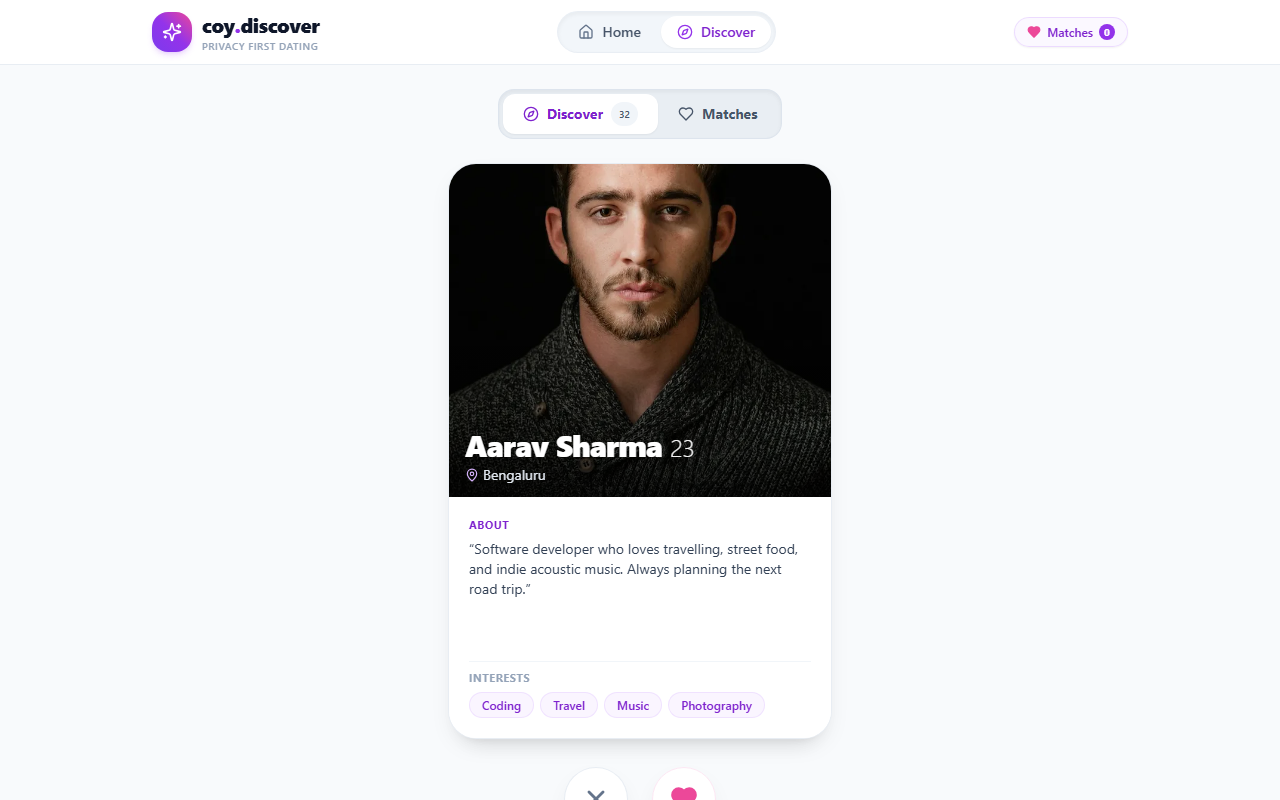 coy.discover
PRIVACY FIRST DATING
Home
Discover
Matches 0
Discover 32
Matches
Aarav Sharma 23
Bengaluru
ABOUT
“Software developer who loves travelling, street food,
and indie acoustic music. Always planning the next
road trip.”
INTERESTS
Coding
Travel
Music
Photography